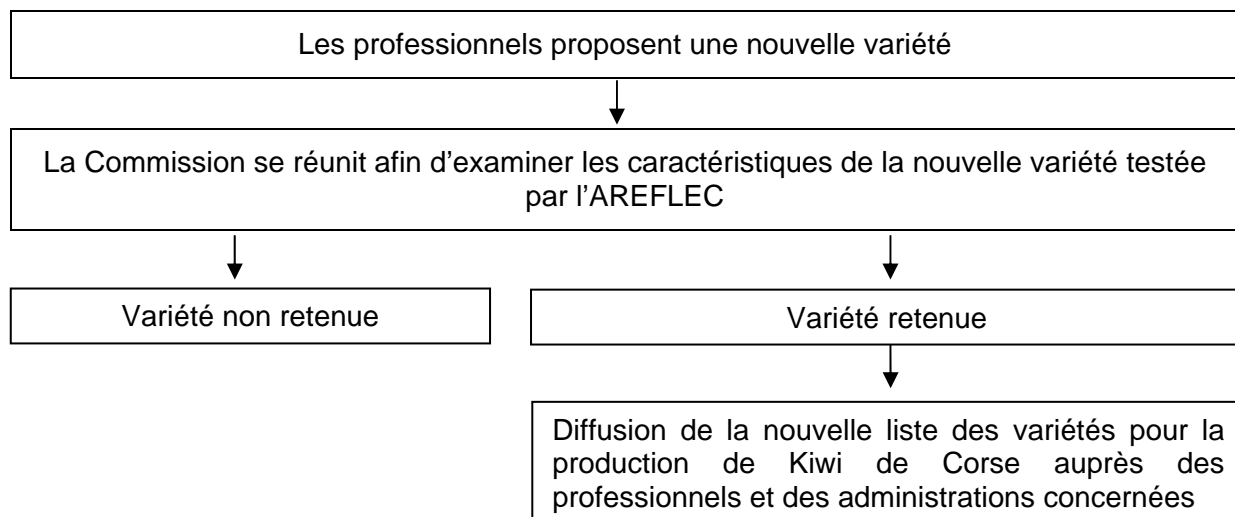 Les professionnels proposent une nouvelle variété
La Commission se réunit afin d'examiner les caractéristiques de la nouvelle variété testée
par l'AREFLEC
Variété non retenue
Variété retenue
Diffusion de la nouvelle liste des variétés pour la
production de Kiwi de Corse auprès des
professionnels et des administrations concernées